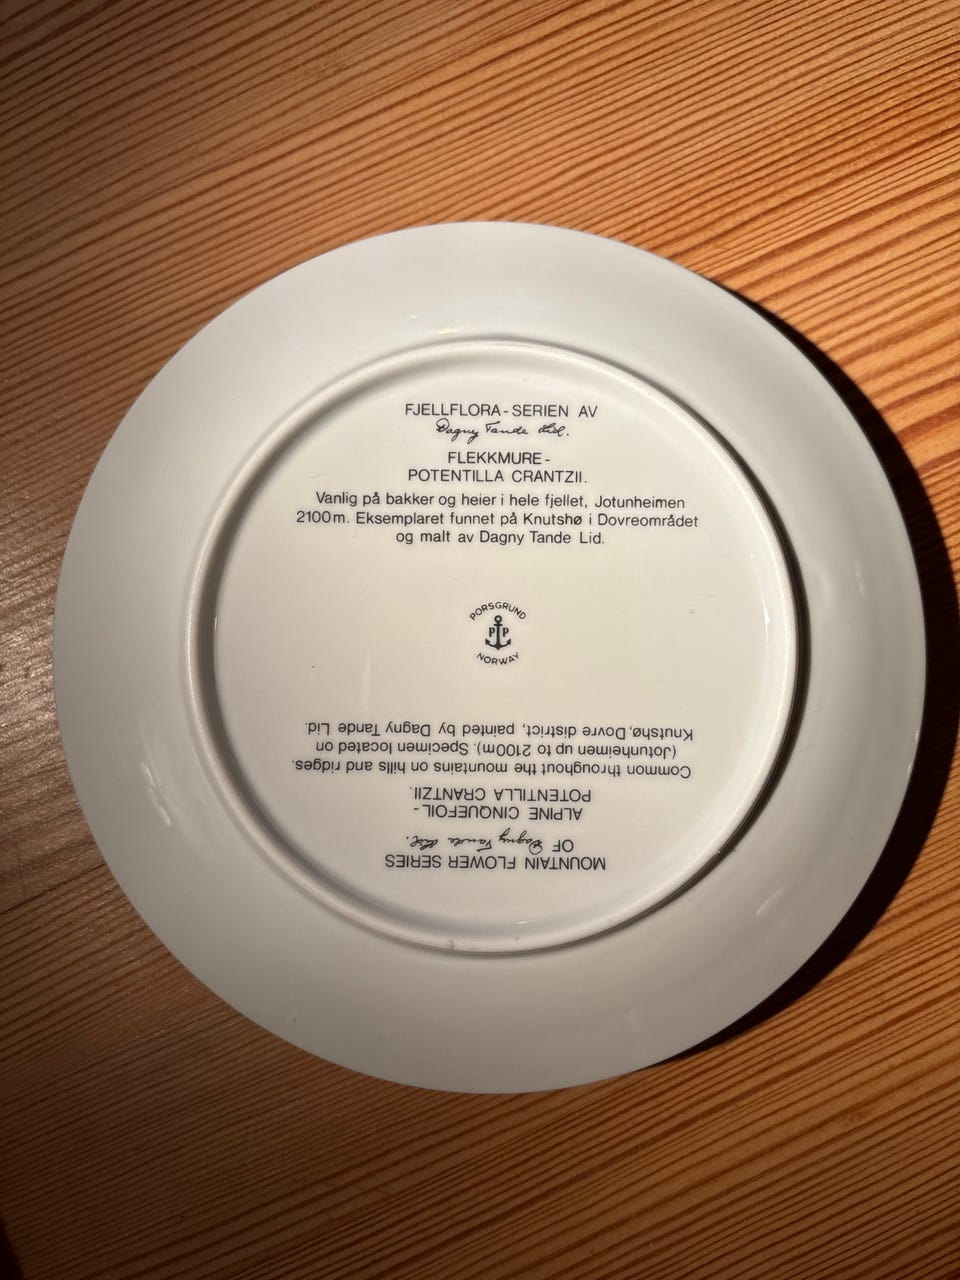 FJELLFLORA-SERIEN AV
Dagny Tande Lid.
FLEKKMURE-
POTENTILLA CRANTZII.
Vanlig på bakker og heier i hele fjellet, Jotunheimen
2100m. Eksemplaret funnet på Knutshø i Dovreområdet
og malt av Dagny Tande Lid.
PORSGRUND
PP
NORWAY
MOUNTAIN FLOWER SERIES
OF Dagny Tande Lid.
ALPINE CINQUEFOIL-
POTENTILLA CRANTZII.
Common throughout the mountains on hills and ridges.
(Jotunheimen up to 2100m). Specimen located on
Knutshø,Dovre district, painted by Dagny Tande Lid.